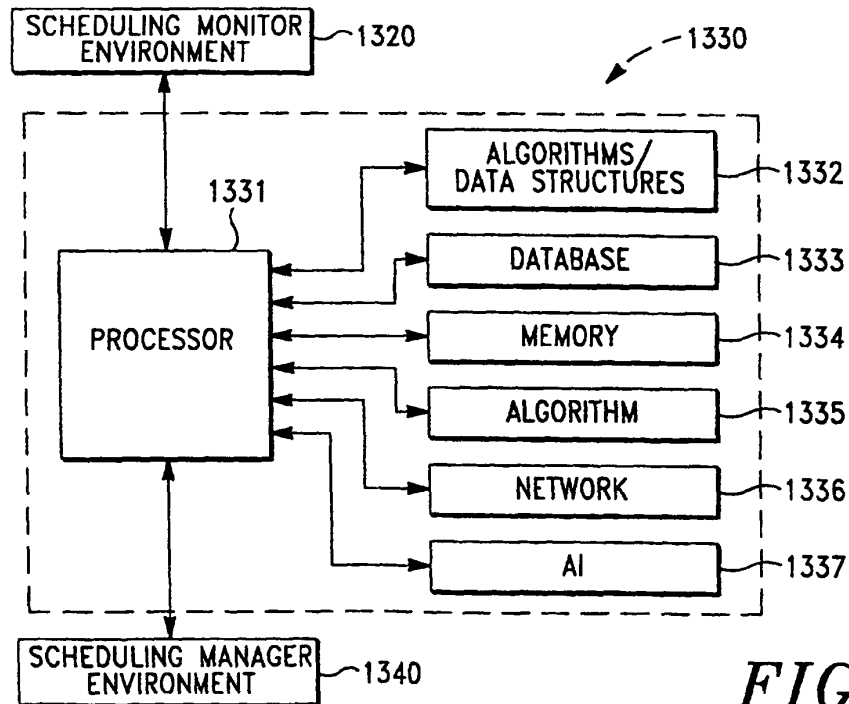 SCHEDULING MONITOR
ENVIRONMENT
1320
1330
1331
PROCESSOR
ALGORITHMS/
DATA STRUCTURES
1332
DATABASE
1333
MEMORY
1334
ALGORITHM
1335
NETWORK
1336
AI
1337
SCHEDULING MANAGER
ENVIRONMENT
1340
FIG